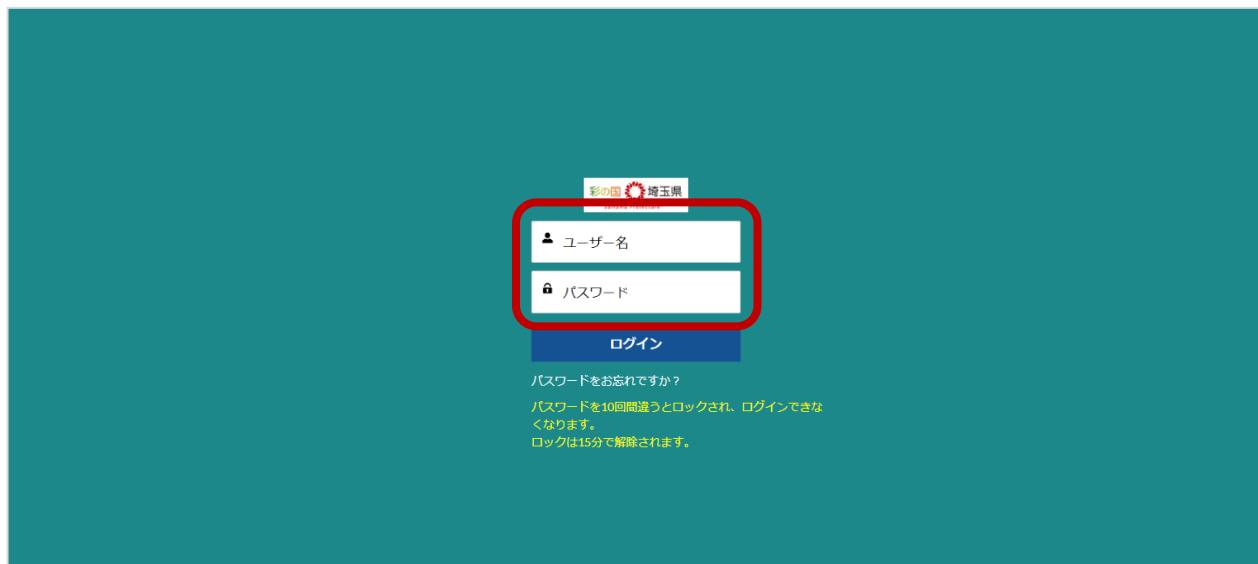 彩の国 埼玉県
ユーザー名
パスワード
ログイン
パスワードをお忘れですか？
パスワードを10回間違うとロックされ、ログインできな
くなります。
ロックは15分で解除されます。